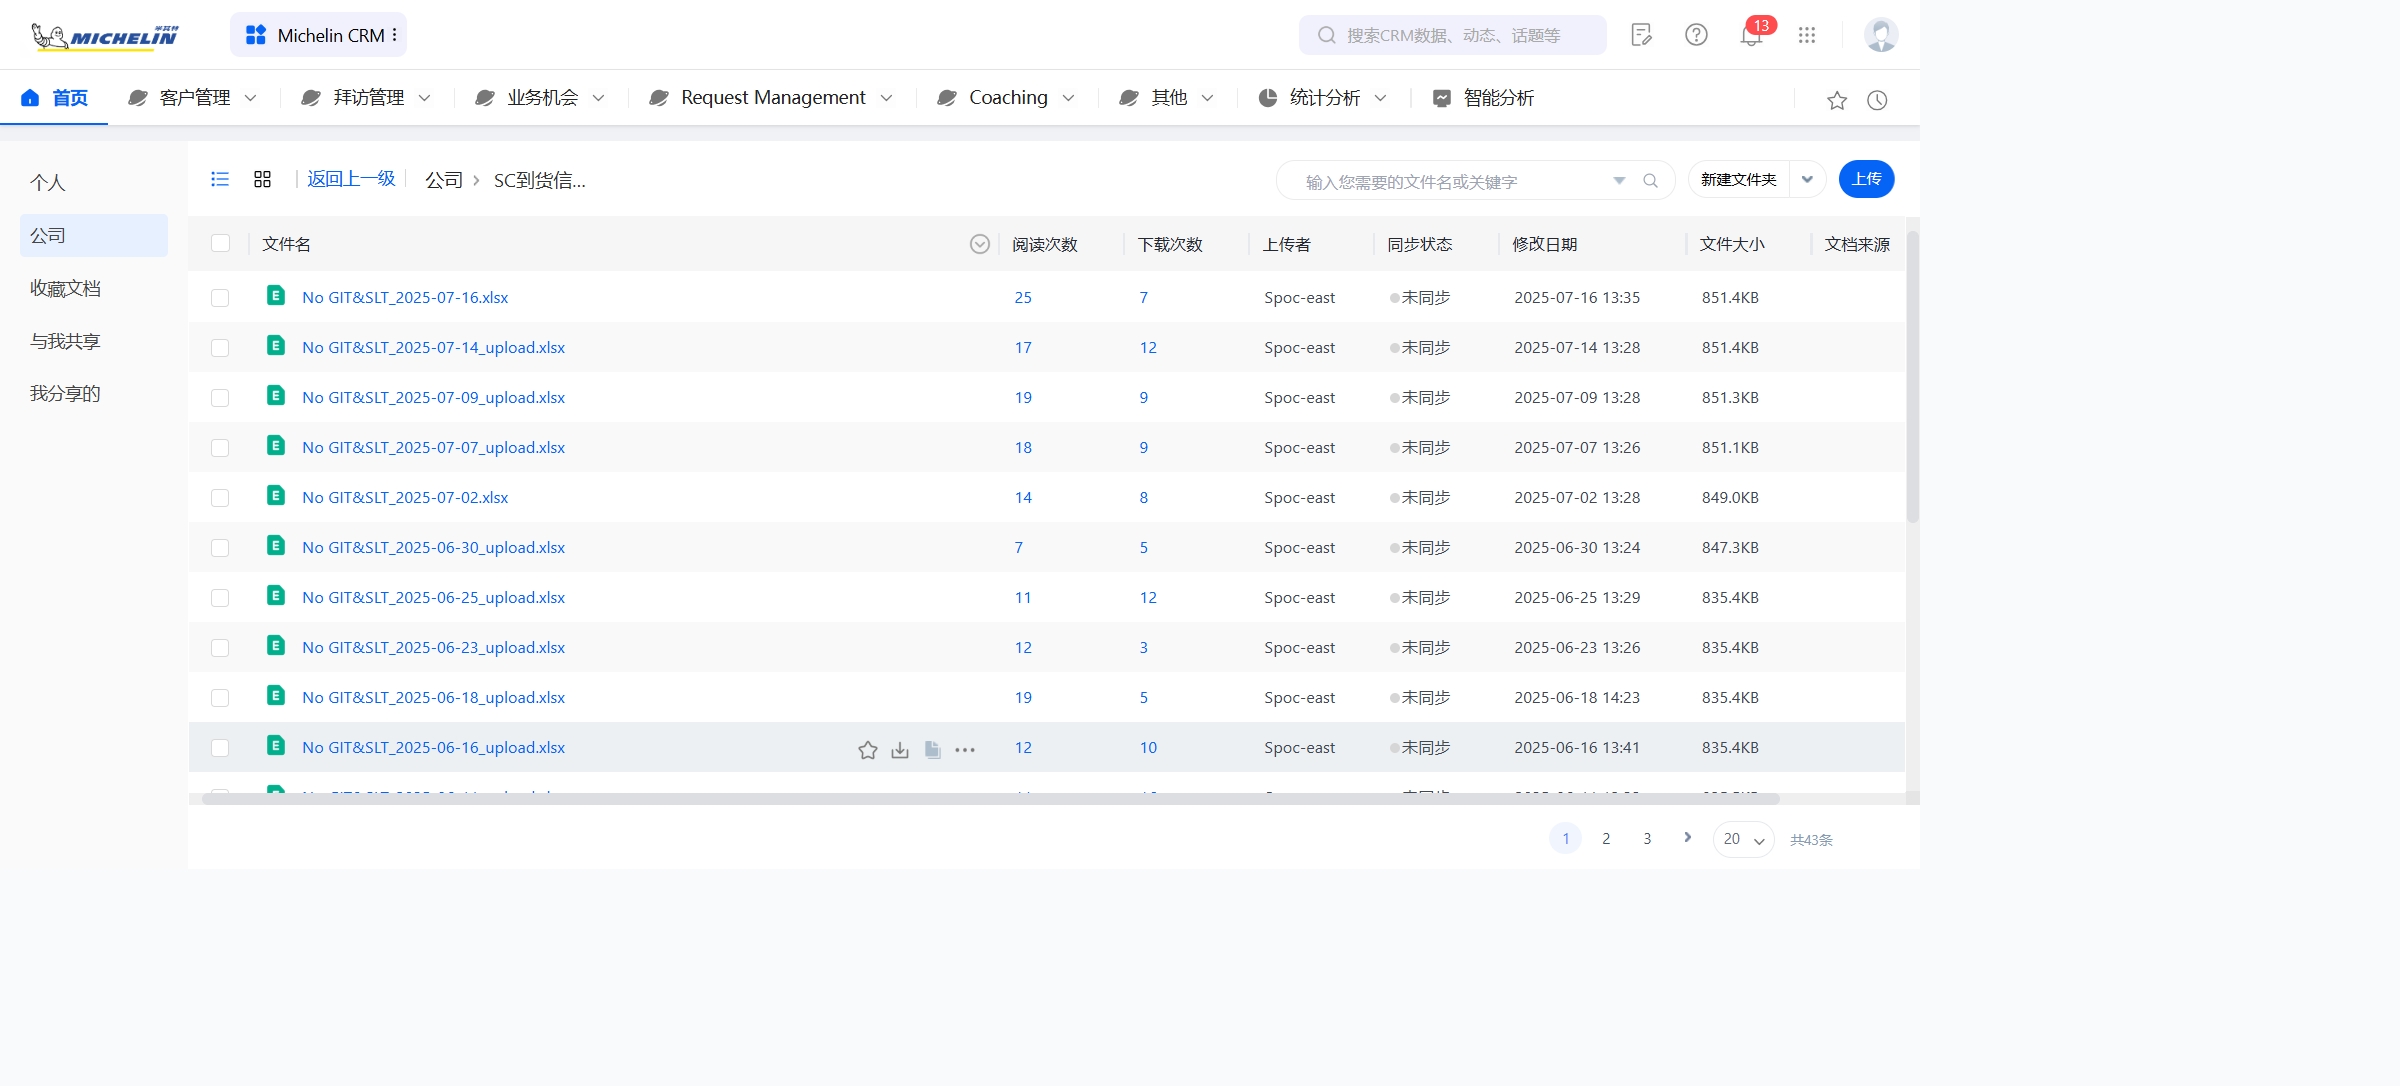 米其林
MICHELIN
Michelin CRM
搜索CRM数据、动态、话题等
13
首页
客户管理
拜访管理
业务机会
Request Management
Coaching
其他
统计分析
智能分析
个人
公司
收藏文档
与我共享
我分享的
返回上一级 公司 SC到货信...
输入您需要的文件名或关键字
新建文件夹
上传
文件名 阅读次数 下载次数 上传者 同步状态 修改日期 文件大小 文档来源
No GIT&SLT_2025-07-16.xlsx 25 7 Spoc-east 未同步 2025-07-16 13:35 851.4KB
No GIT&SLT_2025-07-14_upload.xlsx 17 12 Spoc-east 未同步 2025-07-14 13:28 851.4KB
No GIT&SLT_2025-07-09_upload.xlsx 19 9 Spoc-east 未同步 2025-07-09 13:28 851.3KB
No GIT&SLT_2025-07-07_upload.xlsx 18 9 Spoc-east 未同步 2025-07-07 13:26 851.1KB
No GIT&SLT_2025-07-02.xlsx 14 8 Spoc-east 未同步 2025-07-02 13:28 849.0KB
No GIT&SLT_2025-06-30_upload.xlsx 7 5 Spoc-east 未同步 2025-06-30 13:24 847.3KB
No GIT&SLT_2025-06-25_upload.xlsx 11 12 Spoc-east 未同步 2025-06-25 13:29 835.4KB
No GIT&SLT_2025-06-23_upload.xlsx 12 3 Spoc-east 未同步 2025-06-23 13:26 835.4KB
No GIT&SLT_2025-06-18_upload.xlsx 19 5 Spoc-east 未同步 2025-06-18 14:23 835.4KB
No GIT&SLT_2025-06-16_upload.xlsx 12 10 Spoc-east 未同步 2025-06-16 13:41 835.4KB
1 2 3 20 共43条